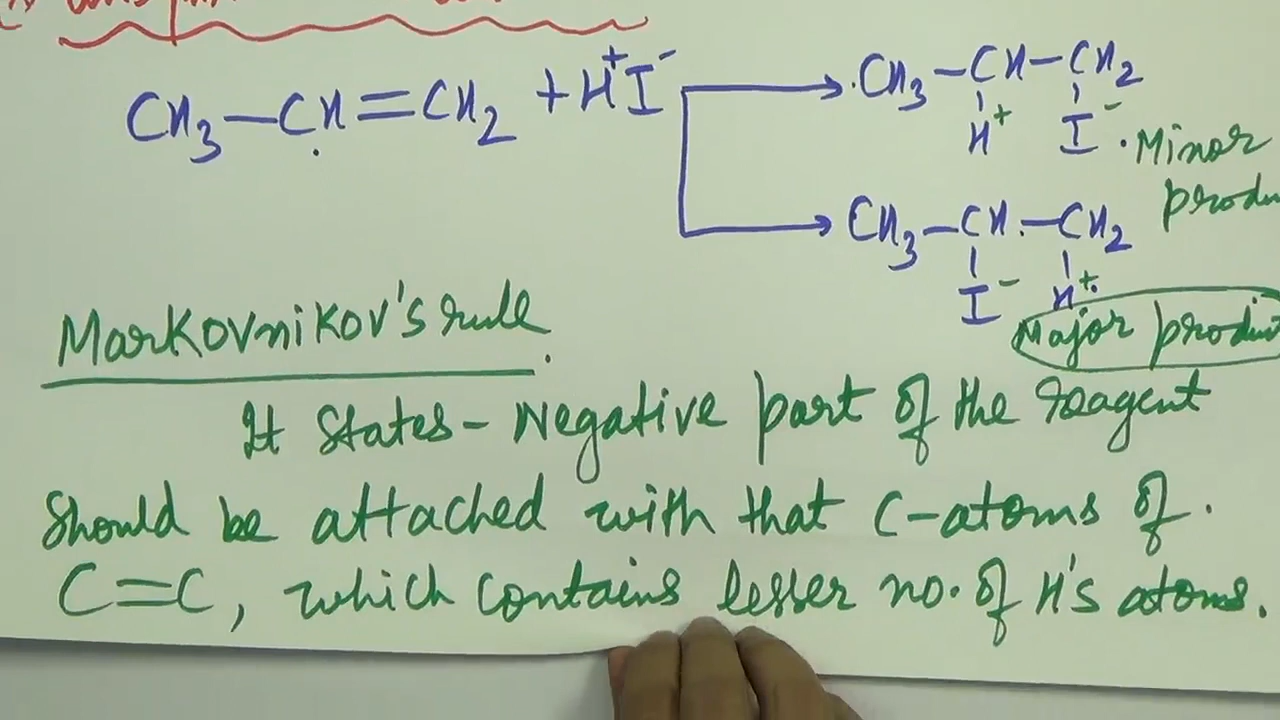 CH3—CH=CH2 + H+I-
CH3—CH—CH2
H+ I-
Minor
CH3—CH—CH2
I- H+
Major product
Markovnikov's rule
It states - Negative part of the reagent
should be attached with that C-atoms of
C=C, which contains lesser no. of H's atoms.